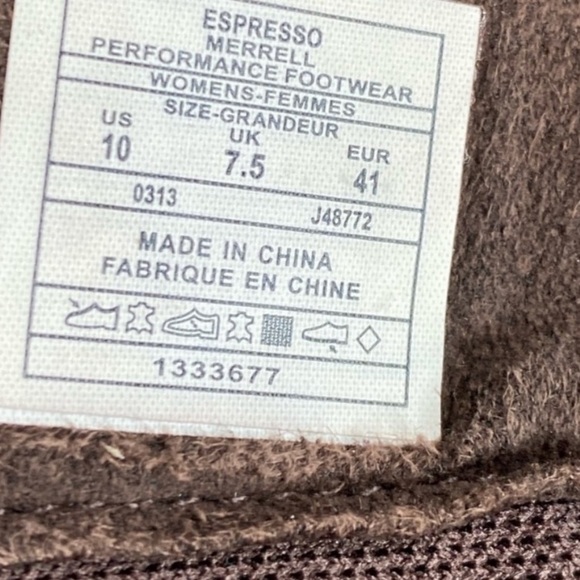 ESPRESSO
MERRELL
PERFORMANCE FOOTWEAR
WOMENS-FEMMES
SIZE-GRANDEUR
US UK EUR
10 7.5 41
0313 J48772
MADE IN CHINA
FABRIQUE EN CHINE
1333677